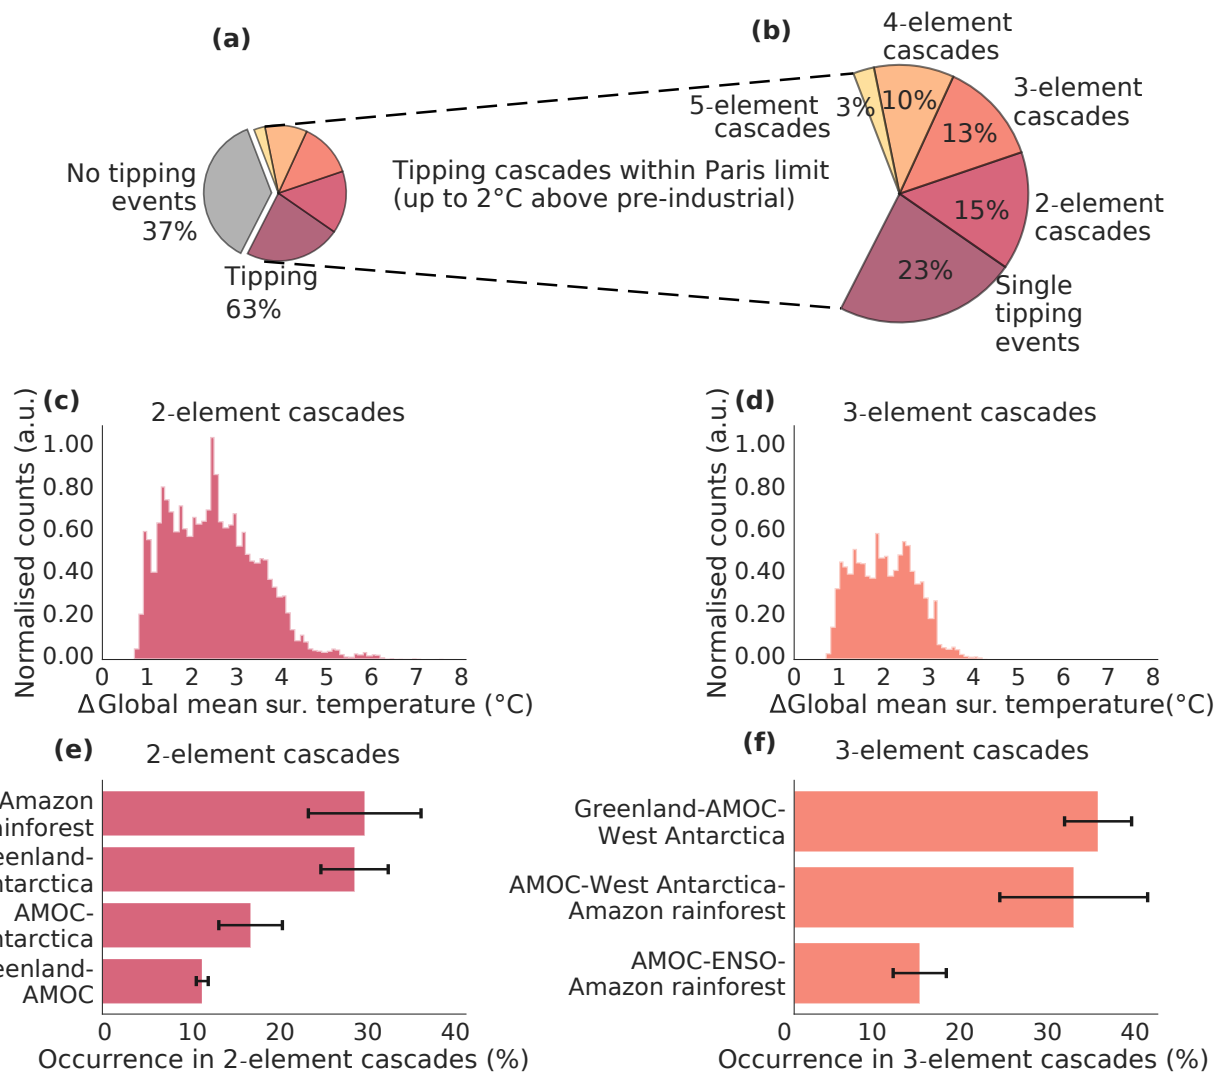 (a)
(b)
4-element
cascades
5-element
cascades
3%
10%
3-element
cascades
13%
No tipping
events
37%
Tipping cascades within Paris limit
(up to 2°C above pre-industrial)
15%
2-element
cascades
23%
Tipping
63%
Single
tipping
events
(c)
2-element cascades
Normalised counts (a.u.)
1.00
0.80
0.60
0.40
0.20
0.00
0 1 2 3 4 5 6 7 8
ΔGlobal mean sur. temperature (°C)
(d)
3-element cascades
Normalised counts (a.u.)
1.00
0.80
0.60
0.40
0.20
0.00
0 1 2 3 4 5 6 7 8
ΔGlobal mean sur. temperature(°C)
(e)
2-element cascades
Amazon
ainforest
eenland-
ntarctica
AMOC-
ntarctica
eenland-
AMOC
0 10 20 30 40
Occurrence in 2-element cascades (%)
(f)
3-element cascades
Greenland-AMOC-
West Antarctica
AMOC-West Antarctica-
Amazon rainforest
AMOC-ENSO-
Amazon rainforest
0 10 20 30 40
Occurrence in 3-element cascades (%)